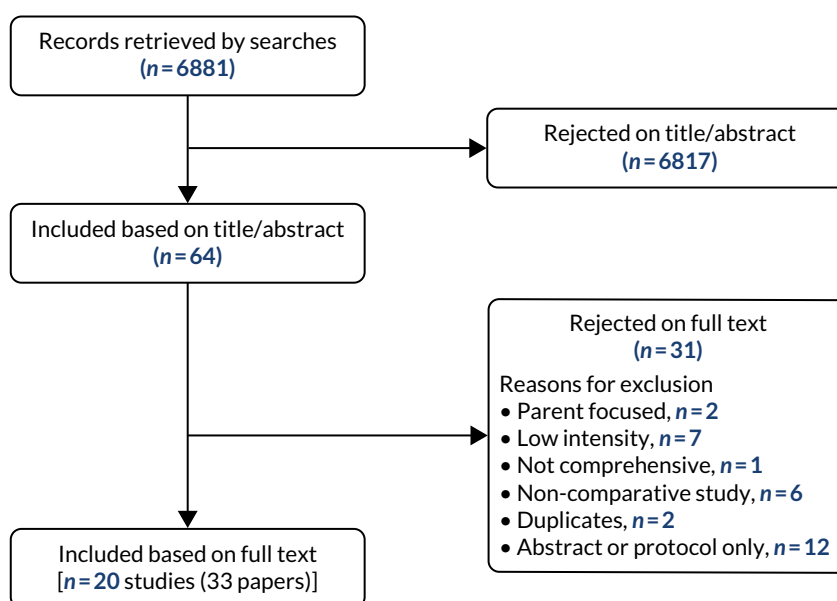 Records retrieved by searches
(n=6881)
Rejected on title/abstract
(n=6817)
Included based on title/abstract
(n=64)
Rejected on full text
(n=31)
Reasons for exclusion
• Parent focused, n=2
• Low intensity, n=7
• Not comprehensive, n=1
• Non-comparative study, n=6
• Duplicates, n=2
• Abstract or protocol only, n=12
Included based on full text
[n=20 studies (33 papers)]